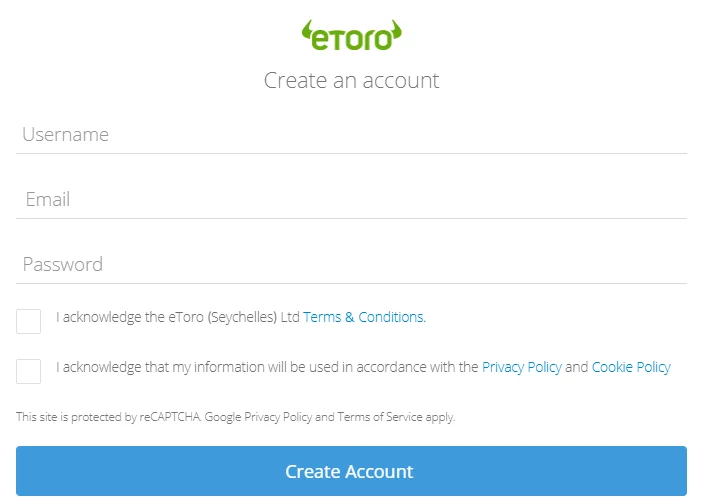 eToro
Create an account
Username
Email
Password
I acknowledge the eToro (Seychelles) Ltd Terms & Conditions.
I acknowledge that my information will be used in accordance with the Privacy Policy and Cookie Policy
This site is protected by reCAPTCHA. Google Privacy Policy and Terms of Service apply.
Create Account